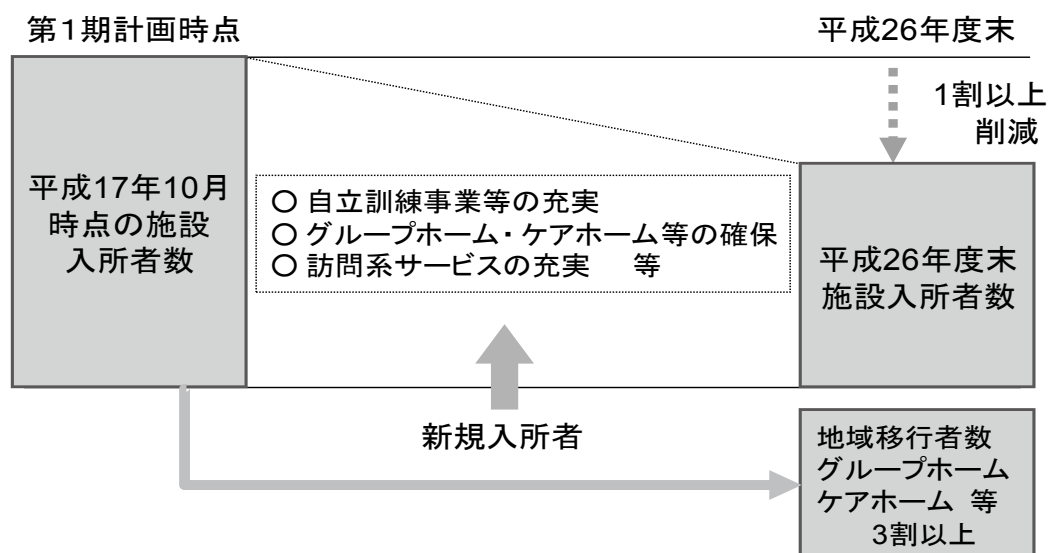 第1期計画時点
平成26年度末
1割以上
削減
平成17年10月
時点の施設
入所者数
○ 自立訓練事業等の充実
○ グループホーム・ケアホーム等の確保
○ 訪問系サービスの充実　等
平成26年度末
施設入所者数
新規入所者
地域移行者数
グループホーム
ケアホーム 等
3割以上